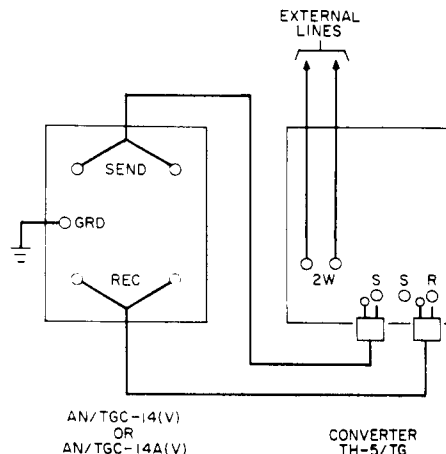 EXTERNAL
LINES
SEND
GRD
REC
2W
S S R
AN/TGC-14(V)
OR
AN/TGC-14A(V)
CONVERTER
TH-5/TG